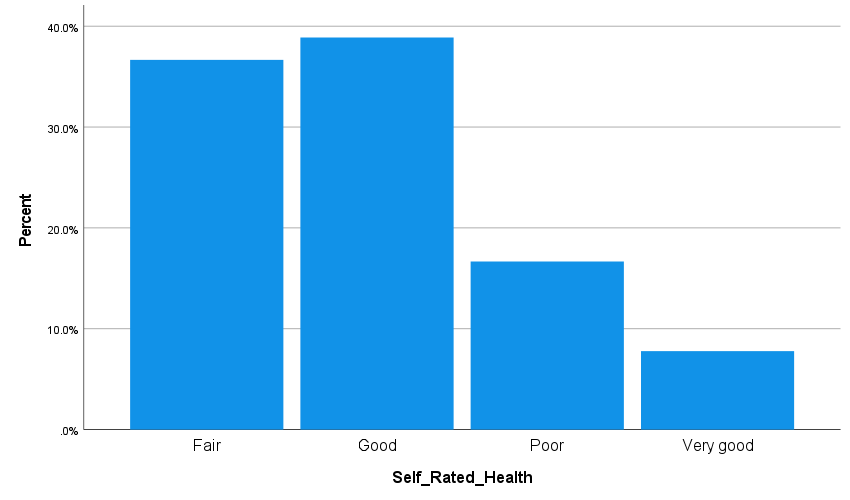 40.0%
30.0%
20.0%
10.0%
.0%
Percent
Fair Good Poor Very good
Self_Rated_Health